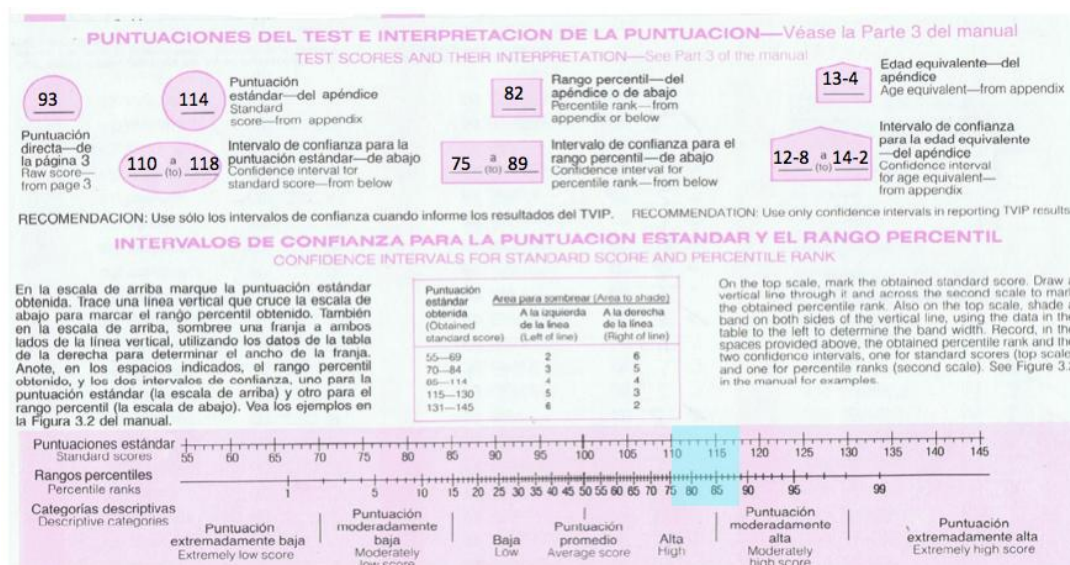 PUNTUACIONES DEL TEST E INTERPRETACION DE LA PUNTUACION—Véase la Parte 3 del manual
TEST SCORES AND THEIR INTERPRETATION—See Part 3 of the manual
93
Puntuación
directa—de
la página 3
Raw score—
from page 3
114
Puntuación
estándar—del apéndice
Standard
score—from appendix
110 a (to) 118
Intervalo de confianza para la
puntuación estándar—de abajo
Confidence interval for
standard score—from below
82
Rango percentil—del
apéndice o de abajo
Percentile rank—from
appendix or below
75 a (to) 89
Intervalo de confianza para el
rango percentil—de abajo
Confidence interval for
percentile rank—from below
13-4
Edad equivalente—del
apéndice
Age equivalent—from appendix
12-8 a (to) 14-2
Intervalo de confianza
para la edad equivalente
—del apéndice
Confidence interval
for age equivalent—
from appendix
RECOMENDACION: Use sólo los intervalos de confianza cuando informe los resultados del TVIP. RECOMMENDATION: Use only confidence intervals in reporting TVIP results
INTERVALOS DE CONFIANZA PARA LA PUNTUACION ESTANDAR Y EL RANGO PERCENTIL
CONFIDENCE INTERVALS FOR STANDARD SCORE AND PERCENTILE RANK
En la escala de arriba marque la puntuación estándar
obtenida. Trace una línea vertical que cruce la escala de
abajo para marcar el rango percentil obtenido. También
en la escala de arriba, sombree una franja a ambos
lados de la línea vertical, utilizando los datos de la tabla
de la derecha para determinar el ancho de la franja.
Anote, en los espacios indicados, el rango percentil
obtenido, y los dos intervalos de confianza, uno para la
puntuación estándar (la escala de arriba) y otro para el
rango percentil (la escala de abajo). Vea los ejemplos en
la Figura 3.2 del manual.
Puntuación
estándar
obtenida
(Obtained
standard score)
Area para sombrear (Area to shade)
A la izquierda
de la línea
(Left of line)
A la derecha
de la línea
(Right of line)
55—69 2 6
70—84 3 5
85—114 4 4
115—130 5 3
131—145 6 2
On the top scale, mark the obtained standard score. Draw a
vertical line through it and across the second scale to mark
the obtained percentile rank. Also on the top scale, shade a
band on both sides of the vertical line, using the data in the
table to the left to determine the band width. Record, in the
spaces provided above, the obtained percentile rank and the
two confidence intervals, one for standard scores (top scale)
and one for percentile ranks (second scale). See Figure 3.2
in the manual for examples.
Puntuaciones estándar
Standard scores
55 60 65 70 75 80 85 90 95 100 105 110 115 120 125 130 135 140 145
Rangos percentiles
Percentile ranks
1 5 10 15 20 25 30 35 40 45 50 55 60 65 70 75 80 85 90 95 99
Categorías descriptivas
Descriptive categories
Puntuación
extremadamente baja
Extremely low score
Puntuación
moderadamente
baja
Moderately
low score
Baja
Low
Puntuación
promedio
Average score
Alta
High
Puntuación
moderadamente
alta
Moderately
high score
Puntuación
extremadamente alta
Extremely high score